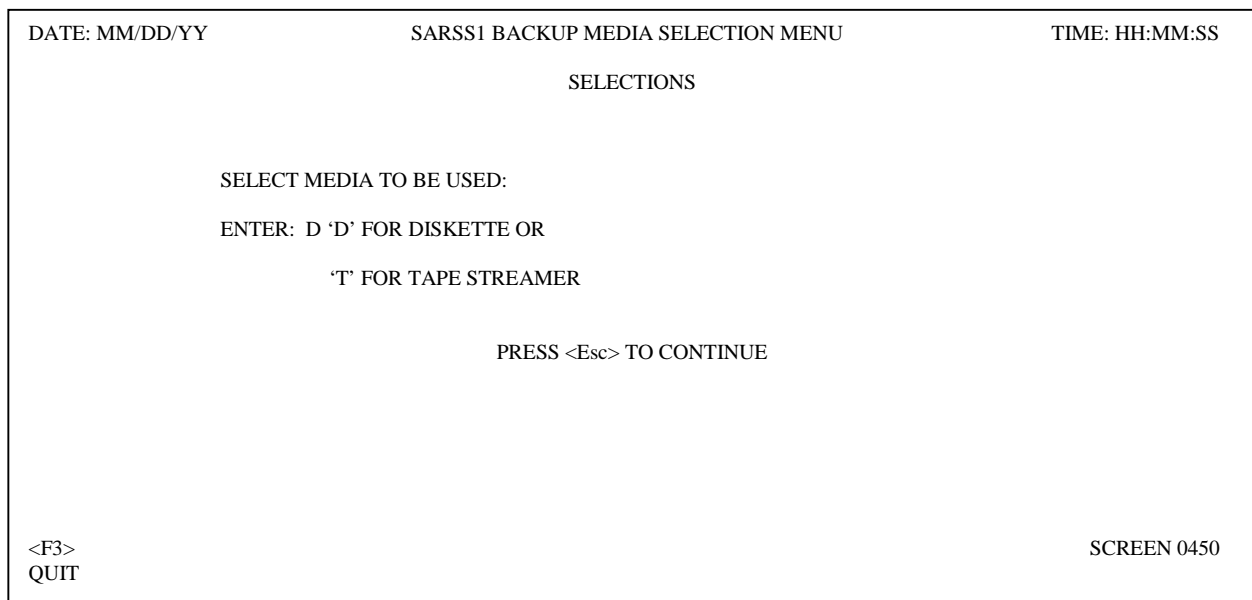 DATE: MM/DD/YY SARSS1 BACKUP MEDIA SELECTION MENU TIME: HH:MM:SS
SELECTIONS
SELECT MEDIA TO BE USED:
ENTER: D ‘D’ FOR DISKETTE OR
‘T’ FOR TAPE STREAMER
PRESS <Esc> TO CONTINUE
<F3> SCREEN 0450
QUIT